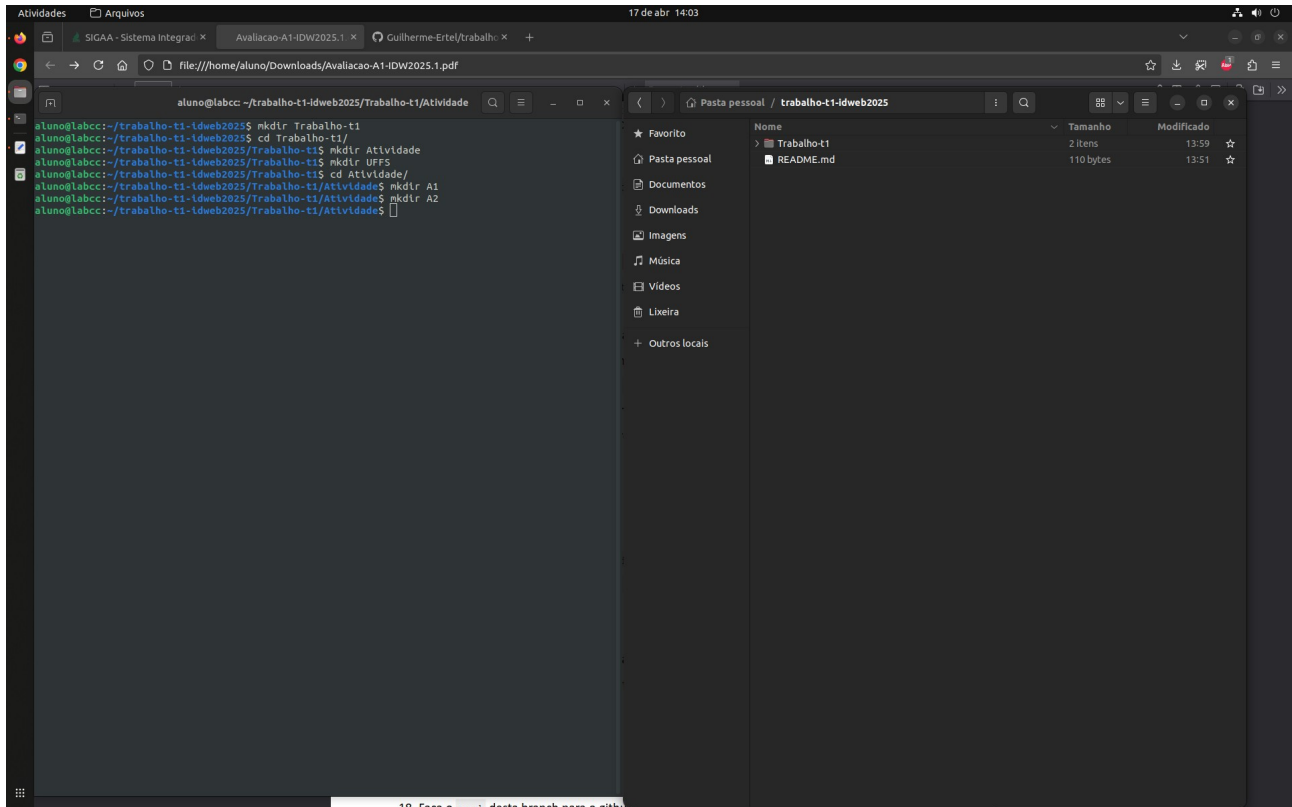 Atividades Arquivos 17 de abr 14:03
SIGAA - Sistema Integrad × Avaliacao-A1-IDW2025.1 × Guilherme-Ertel/trabalho × +
file:///home/aluno/Downloads/Avaliacao-A1-IDW2025.1.pdf
aluno@labcc: ~/trabalho-t1-idweb2025/Trabalho-t1/Atividade
aluno@labcc:~/trabalho-t1-idweb2025$ mkdir Trabalho-t1
aluno@labcc:~/trabalho-t1-idweb2025$ cd Trabalho-t1/
aluno@labcc:~/trabalho-t1-idweb2025/Trabalho-t1$ mkdir Atividade
aluno@labcc:~/trabalho-t1-idweb2025/Trabalho-t1$ mkdir UFFS
aluno@labcc:~/trabalho-t1-idweb2025/Trabalho-t1$ cd Atividade/
aluno@labcc:~/trabalho-t1-idweb2025/Trabalho-t1/Atividade$ mkdir A1
aluno@labcc:~/trabalho-t1-idweb2025/Trabalho-t1/Atividade$ mkdir A2
aluno@labcc:~/trabalho-t1-idweb2025/Trabalho-t1/Atividade$
Pasta pessoal / trabalho-t1-idweb2025
Favorito
Pasta pessoal
Documentos
Downloads
Imagens
Música
Vídeos
Lixeira
+ Outros locais
Nome Tamanho Modificado
Trabalho-t1 2 itens 13:59
README.md 110 bytes 13:51